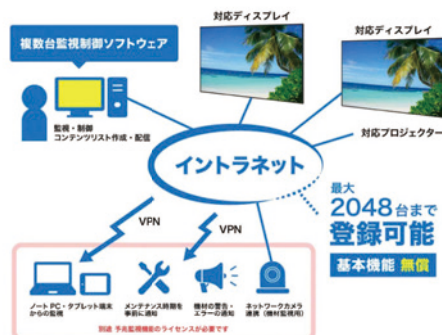 対応ディスプレイ
複数台監視制御ソフトウェア
対応ディスプレイ
監視・制御
コンテンツリスト作成・配信
対応プロジェクター
イントラネット
最大
2048台まで
登録可能
基本機能 無償
VPN
VPN
ノートPC・タブレット端末
からの監視
メンテナンス時期を
事前に通知
機材の警告・
エラーの通知
ネットワークカメラ
連携（機材監視用）
別途 予兆監視機能のライセンスが必要です